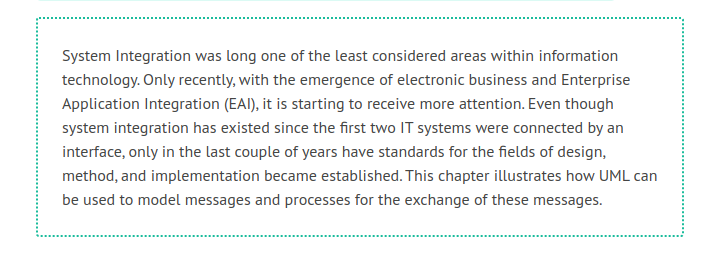 System Integration was long one of the least considered areas within information
technology. Only recently, with the emergence of electronic business and Enterprise
Application Integration (EAI), it is starting to receive more attention. Even though
system integration has existed since the first two IT systems were connected by an
interface, only in the last couple of years have standards for the fields of design,
method, and implementation became established. This chapter illustrates how UML can
be used to model messages and processes for the exchange of these messages.